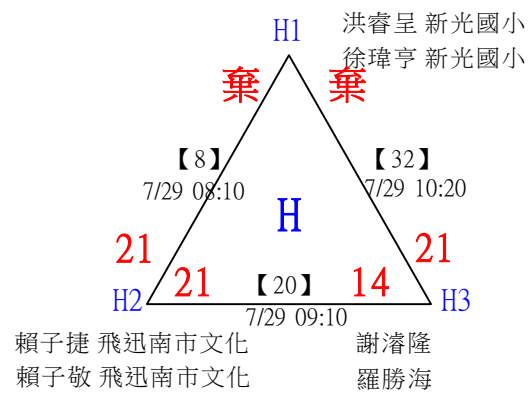 H1
洪睿呈 新光國小
徐瑋亨 新光國小
棄 棄
【8】
7/29 08:10
【32】
7/29 10:20
H
21 21
21 【20】 14
H2 H3
7/29 09:10
賴子捷 飛迅南市文化
賴子敬 飛迅南市文化
謝濬隆
羅勝海